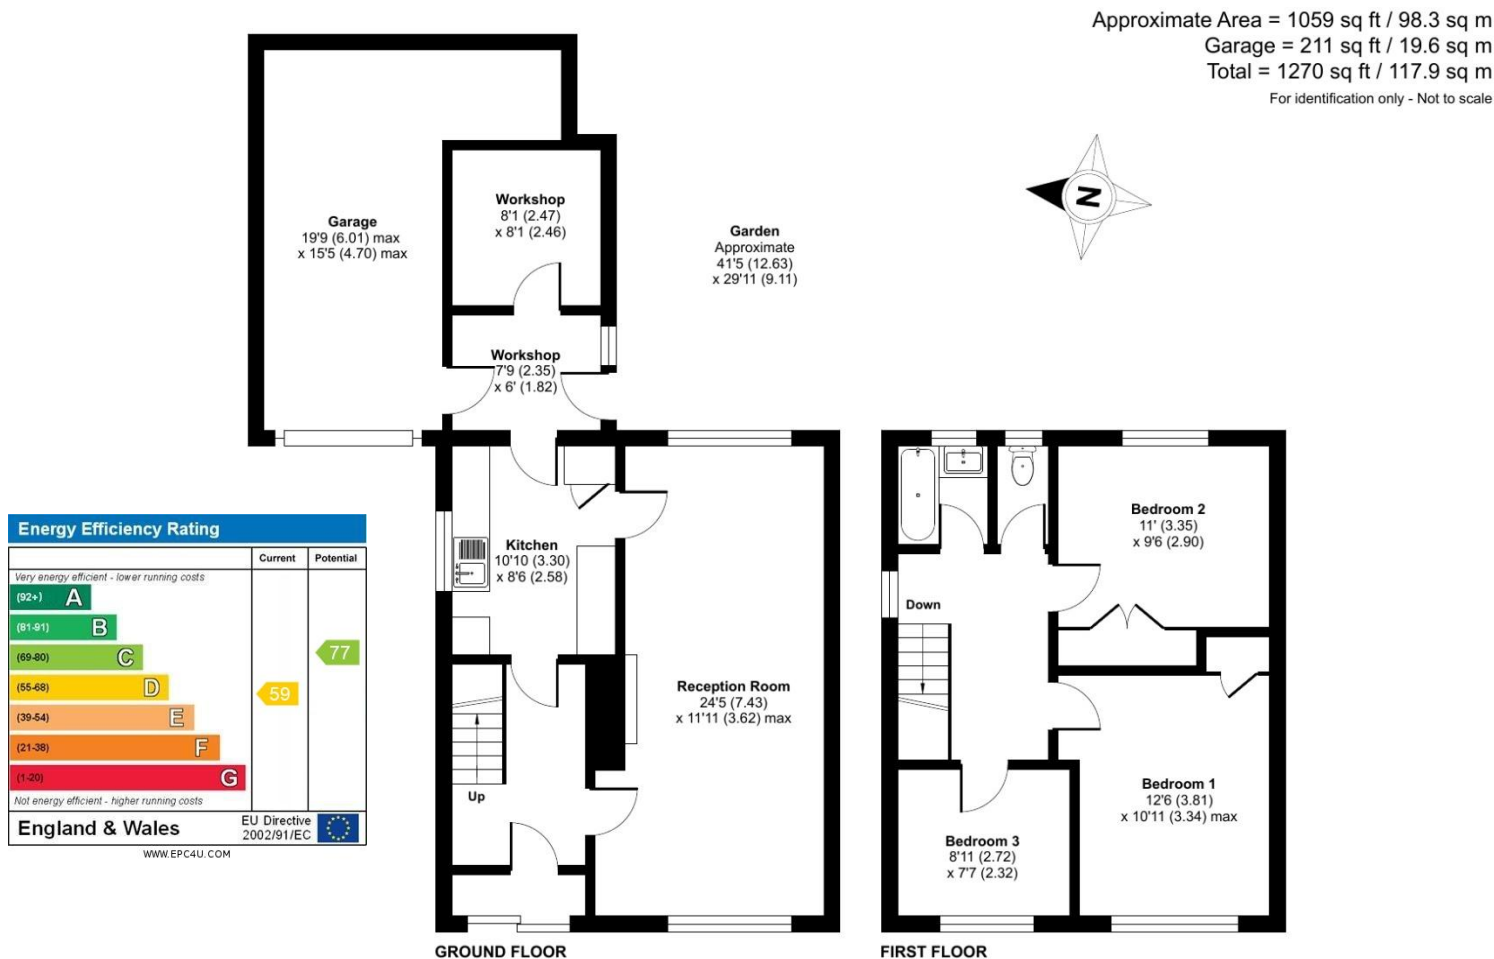 Approximate Area = 1059 sq ft / 98.3 sq m
Garage = 211 sq ft / 19.6 sq m
Total = 1270 sq ft / 117.9 sq m
For identification only - Not to scale
N
Garage
19'9 (6.01) max
x 15'5 (4.70) max
Workshop
8'1 (2.47)
x 8'1 (2.46)
Garden
Approximate
41'5 (12.63)
x 29'11 (9.11)
Workshop
7'9 (2.35)
x 6' (1.82)
Kitchen
10'10 (3.30)
x 8'6 (2.58)
Reception Room
24'5 (7.43)
x 11'11 (3.62) max
Up
GROUND FLOOR
Bedroom 2
11' (3.35)
x 9'6 (2.90)
Down
Bedroom 1
12'6 (3.81)
x 10'11 (3.34) max
Bedroom 3
8'11 (2.72)
x 7'7 (2.32)
FIRST FLOOR
Energy Efficiency Rating
Current Potential
Very energy efficient - lower running costs
(92+) A
(81-91) B
(69-80) C 77
(55-68) D 59
(39-54) E
(21-38) F
(1-20) G
Not energy efficient - higher running costs
England & Wales
EU Directive
2002/91/EC
WWW.EPC4U.COM